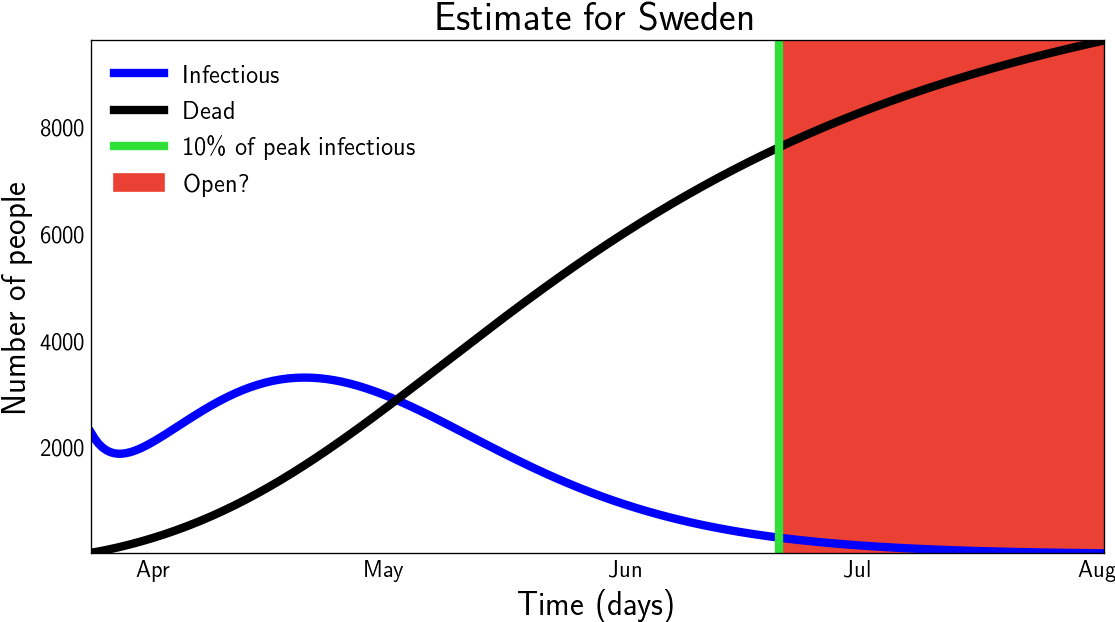 Estimate for Sweden
Infectious
Dead
10% of peak infectious
Open?
8000
6000
4000
2000
Number of people
Apr May Jun Jul Aug
Time (days)